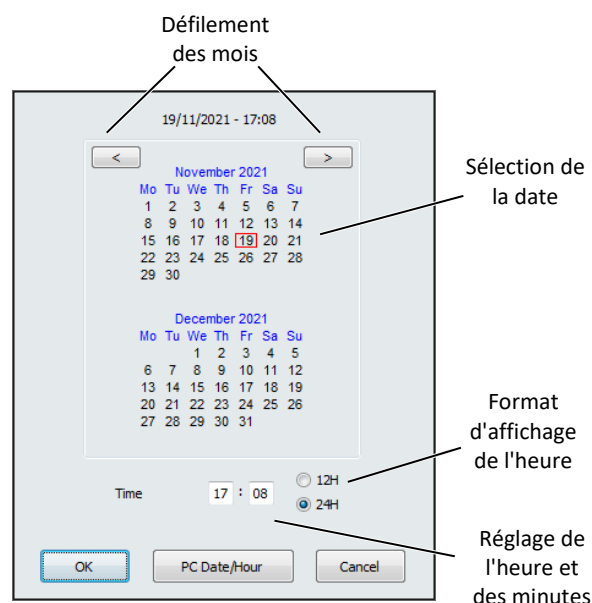 Défilement
des mois
19/11/2021 - 17:08
< >
November 2021
Mo Tu We Th Fr Sa Su
1 2 3 4 5 6 7
8 9 10 11 12 13 14
15 16 17 18 19 20 21
22 23 24 25 26 27 28
29 30
Sélection de
la date
December 2021
Mo Tu We Th Fr Sa Su
1 2 3 4 5
6 7 8 9 10 11 12
13 14 15 16 17 18 19
20 21 22 23 24 25 26
27 28 29 30 31
Format
d'affichage
de l'heure
Time 17 : 08
12H
24H
Réglage de
l'heure et
des minutes
OK PC Date/Hour Cancel